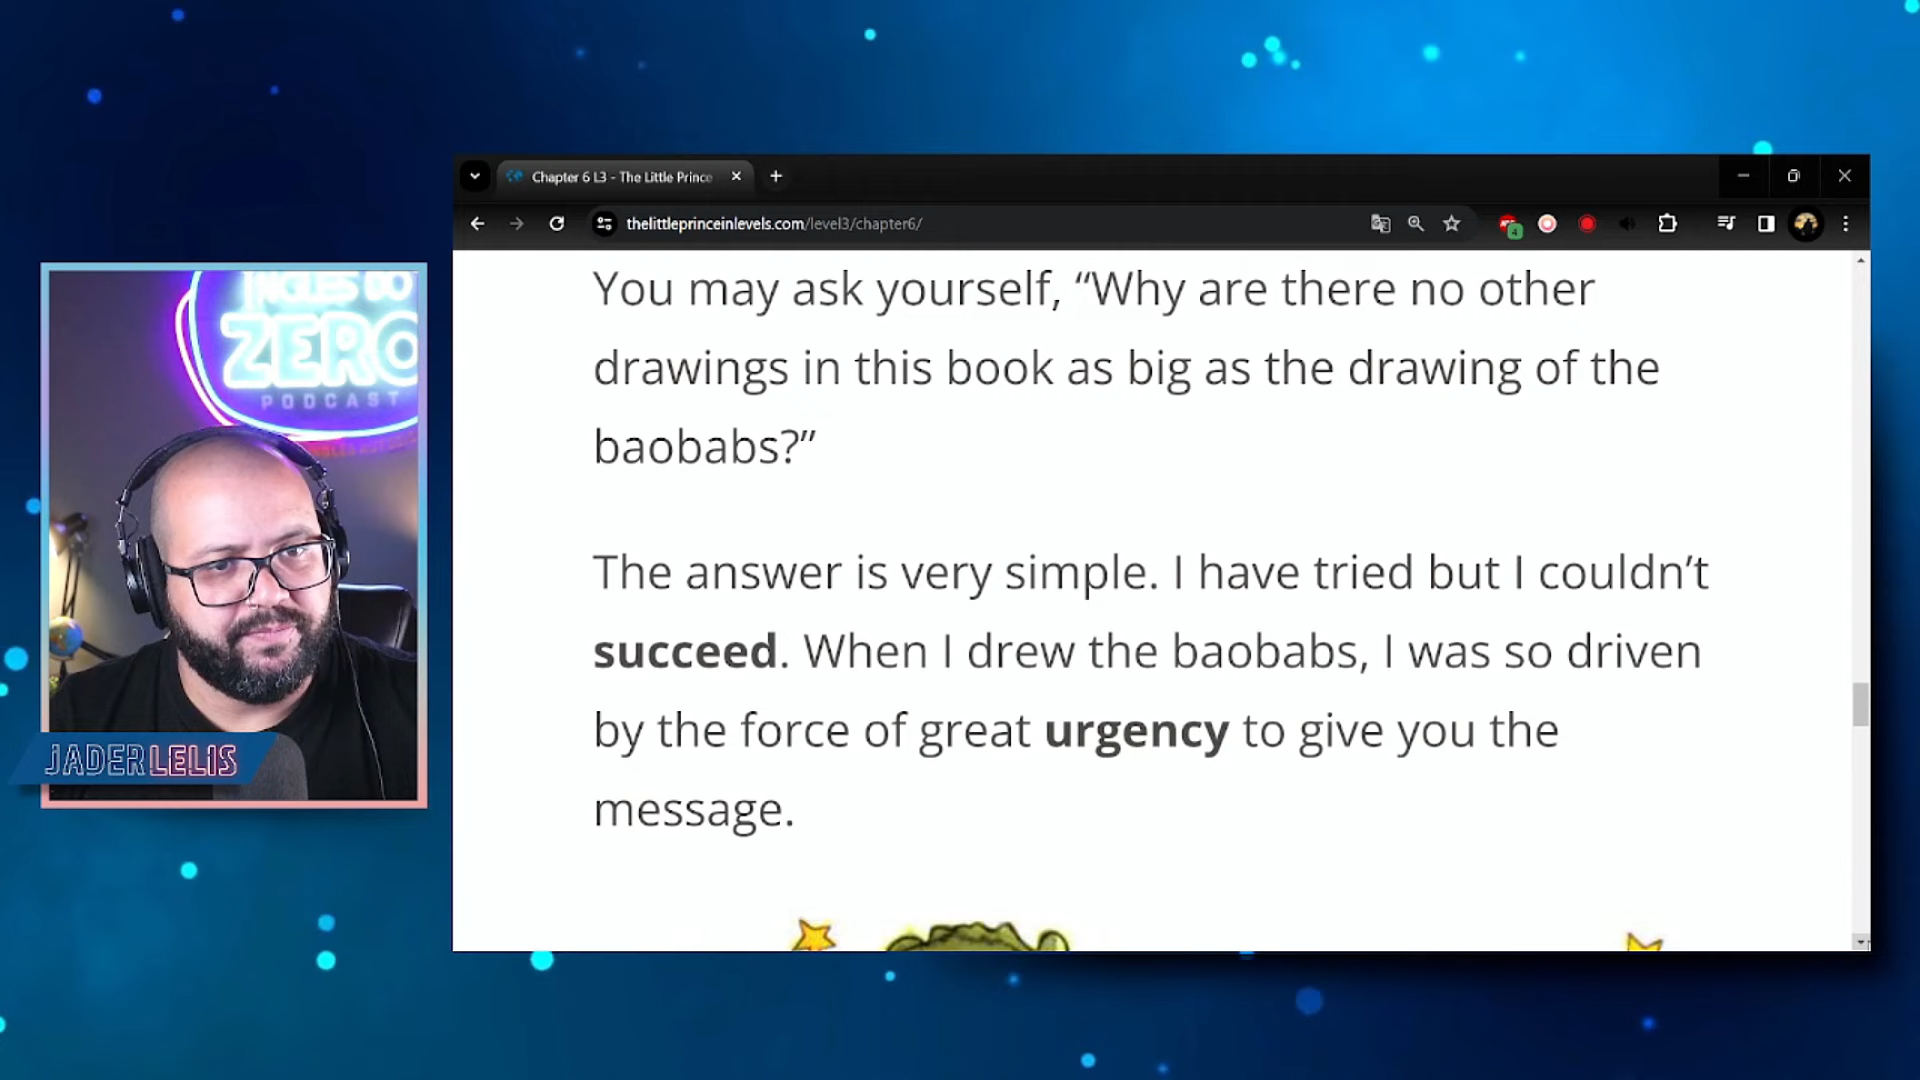 Chapter 6 L3 - The Little Prince
thelittleprinceinlevels.com/level3/chapter6/
4
You may ask yourself, “Why are there no other
drawings in this book as big as the drawing of the
baobabs?”
The answer is very simple. I have tried but I couldn’t
succeed. When I drew the baobabs, I was so driven
by the force of great urgency to give you the
message.
ZERO
PODCAST
JADERLELIS